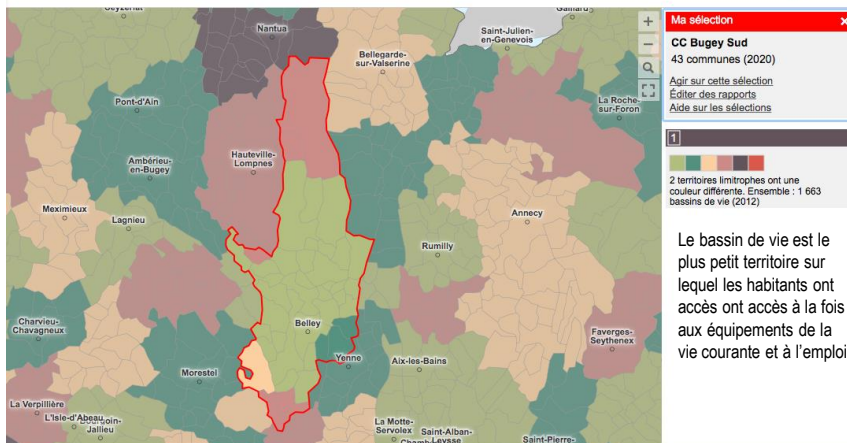 Seyssel
Nantua
Gaillard
Saint-Julien-
en-Genevois
Bellegarde-
sur-Valserine
Pont-d'Ain
La Roche-
sur-Foron
Ambérieu-
en-Bugey
Hauteville-
Lompnes
Meximieux
Lagnieu
Annecy
Rumilly
Charvieu-
Chavagneux
Belley
Faverges-
Seythenex
Morestel
Yenne
Aix-les-Bains
La Verpillière
L'Isle-d'Abeau
Bourgoin-
Jallieu
La Motte-
Servolex
Saint-Alban-
Leysse
Saint-Pierre-
+
−
Ma sélection
×
CC Bugey Sud
43 communes (2020)
Agir sur cette sélection
Éditer des rapports
Aide sur les sélections
1
2 territoires limitrophes ont une
couleur différente. Ensemble : 1 663
bassins de vie (2012)
Le bassin de vie est le
plus petit territoire sur
lequel les habitants ont
accès ont accès à la fois
aux équipements de la
vie courante et à l'emploi